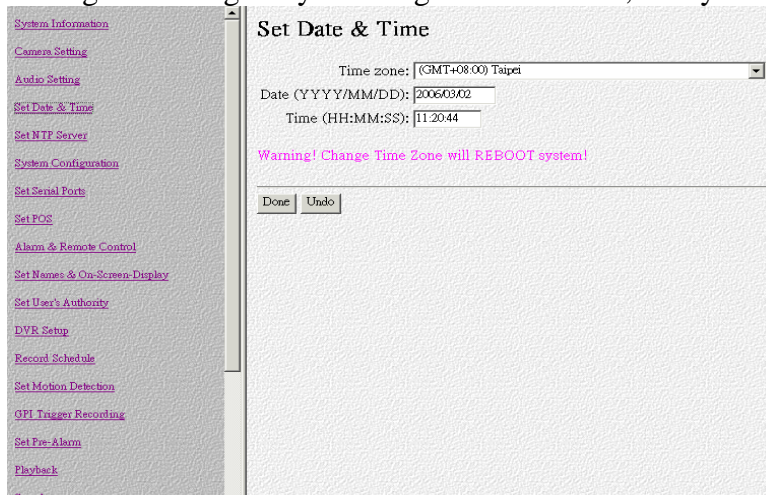 System Information
Camera Setting
Audio Setting
Set Date & Time
Set NTP Server
System Configuration
Set Serial Ports
Set POS
Alarm & Remote Control
Set Names & On-Screen-Display
Set User's Authority
DVR Setup
Record Schedule
Set Motion Detection
GPI Trigger Recording
Set Pre-Alarm
Playback
Set Date & Time
Time zone: (GMT+08:00) Taipei
Date (YYYY/MM/DD): 2006/03/02
Time (HH:MM:SS): 11:20:44
Warning! Change Time Zone will REBOOT system!
Done Undo